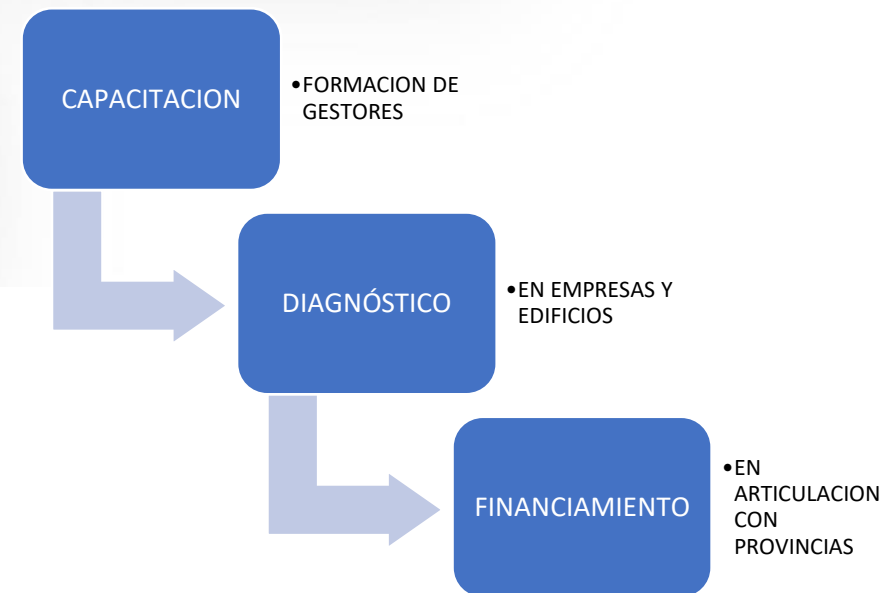 CAPACITACION
•FORMACION DE
GESTORES
DIAGNÓSTICO
•EN EMPRESAS Y
EDIFICIOS
FINANCIAMIENTO
•EN
ARTICULACION
CON
PROVINCIAS